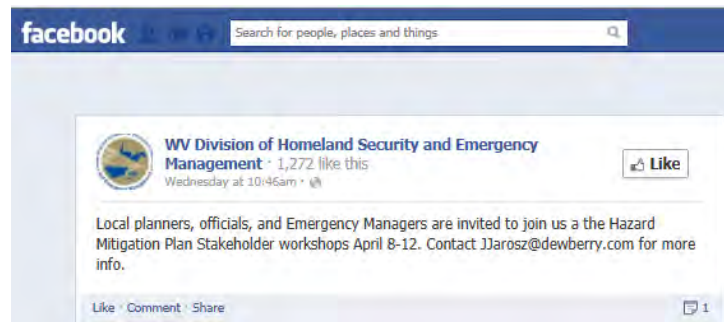 facebook Search for people, places and things
WV Division of Homeland Security and Emergency
Management · 1,272 like this
Like
Wednesday at 10:46am ·
Local planners, officials, and Emergency Managers are invited to join us a the Hazard
Mitigation Plan Stakeholder workshops April 8-12. Contact JJarosz@dewberry.com for more
info.
Like · Comment · Share 1